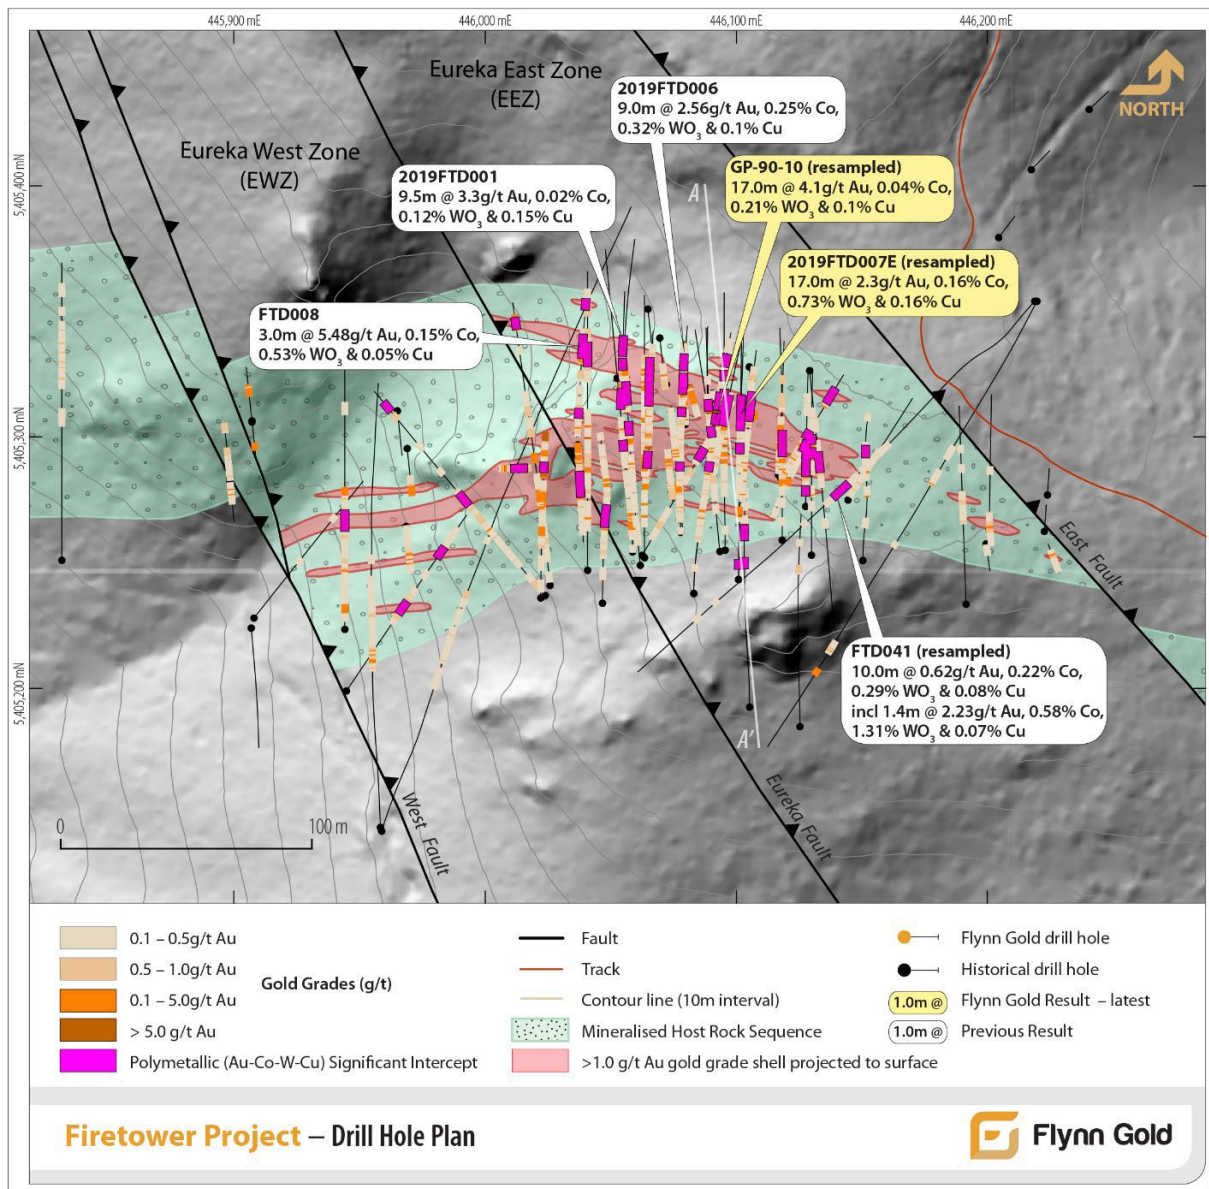 445,900 mE
446,000 mE
446,100 mE
446,200 mE
5,405,400 mN
5,405,300 mN
5,405,200 mN
Eureka East Zone
(EEZ)
Eureka West Zone
(EWZ)
NORTH
2019FTD006
9.0m @ 2.56g/t Au, 0.25% Co,
0.32% WO3 & 0.1% Cu
2019FTD001
9.5m @ 3.3g/t Au, 0.02% Co,
0.12% WO3 & 0.15% Cu
GP-90-10 (resampled)
17.0m @ 4.1g/t Au, 0.04% Co,
0.21% WO3 & 0.1% Cu
2019FTD007E (resampled)
17.0m @ 2.3g/t Au, 0.16% Co,
0.73% WO3 & 0.16% Cu
FTD008
3.0m @ 5.48g/t Au, 0.15% Co,
0.53% WO3 & 0.05% Cu
A
A'
East Fault
FTD041 (resampled)
10.0m @ 0.62g/t Au, 0.22% Co,
0.29% WO3 & 0.08% Cu
incl 1.4m @ 2.23g/t Au, 0.58% Co,
1.31% WO3 & 0.07% Cu
West Fault
Eureka Fault
0
100 m
0.1 – 0.5g/t Au
0.5 – 1.0g/t Au
0.1 – 5.0g/t Au
> 5.0 g/t Au
Gold Grades (g/t)
Polymetallic (Au-Co-W-Cu) Significant Intercept
Fault
Track
Contour line (10m interval)
Mineralised Host Rock Sequence
>1.0 g/t Au gold grade shell projected to surface
Flynn Gold drill hole
Historical drill hole
1.0m @ Flynn Gold Result – latest
1.0m @ Previous Result
Firetower Project – Drill Hole Plan
Flynn Gold